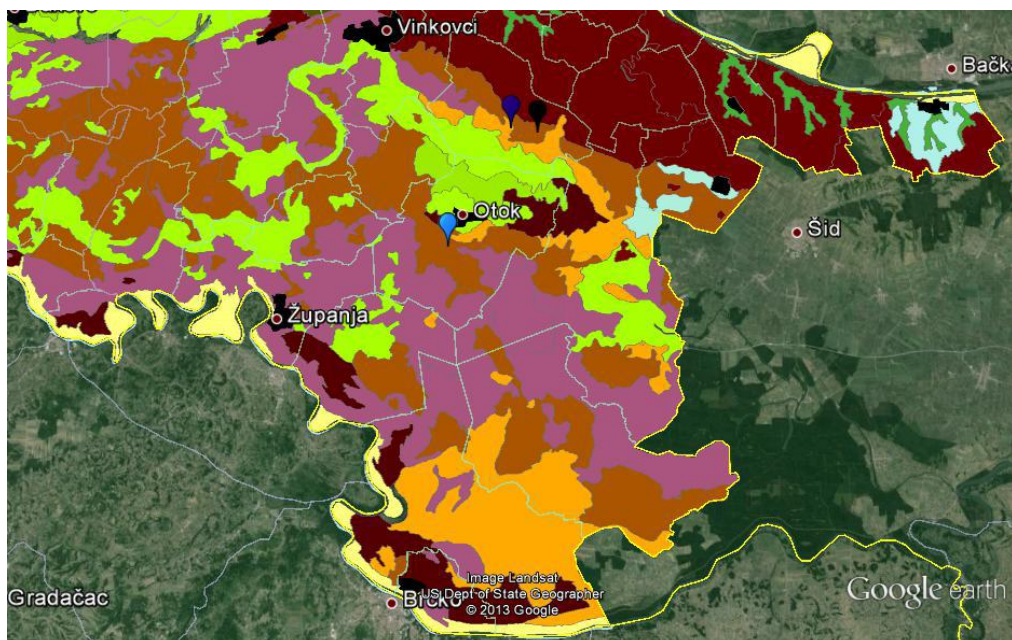 Vinkovci
Bačka
Otok
Šid
Županja
Image Landsat
US Dept of State Geographer
© 2013 Google
Google earth
Gradačac
Brčko